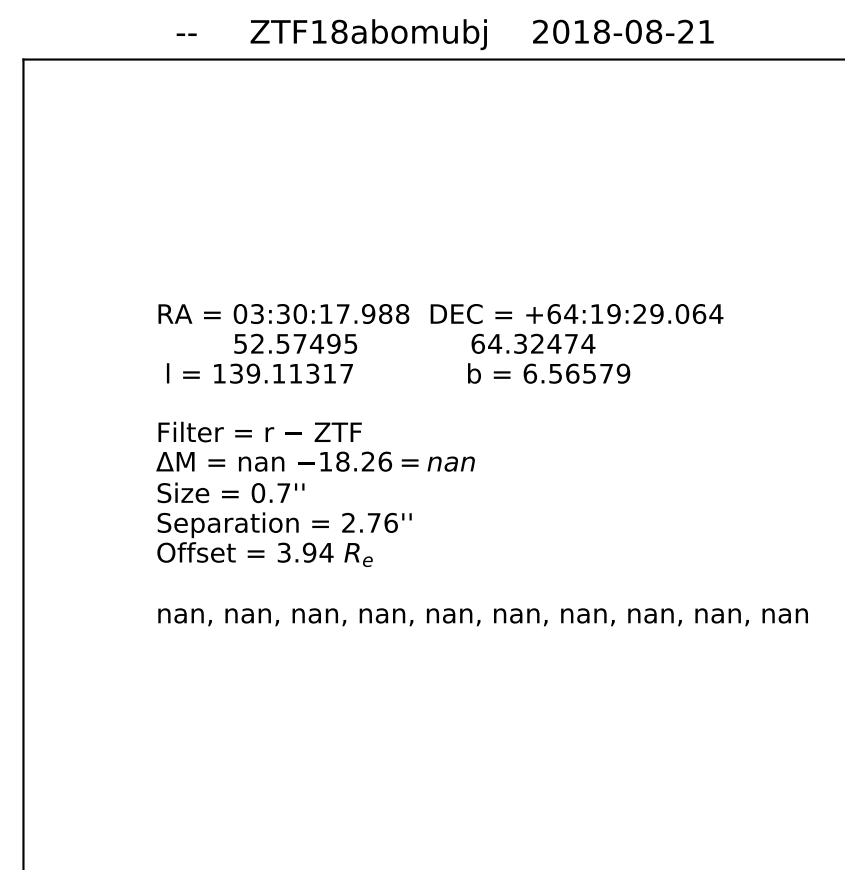 -- ZTF18abomubj 2018-08-21
RA = 03:30:17.988 DEC = +64:19:29.064
52.57495 64.32474
l = 139.11317 b = 6.56579
Filter = r − ZTF
ΔM = nan −18.26 = nan
Size = 0.7''
Separation = 2.76''
Offset = 3.94 Rₑ
nan, nan, nan, nan, nan, nan, nan, nan, nan, nan